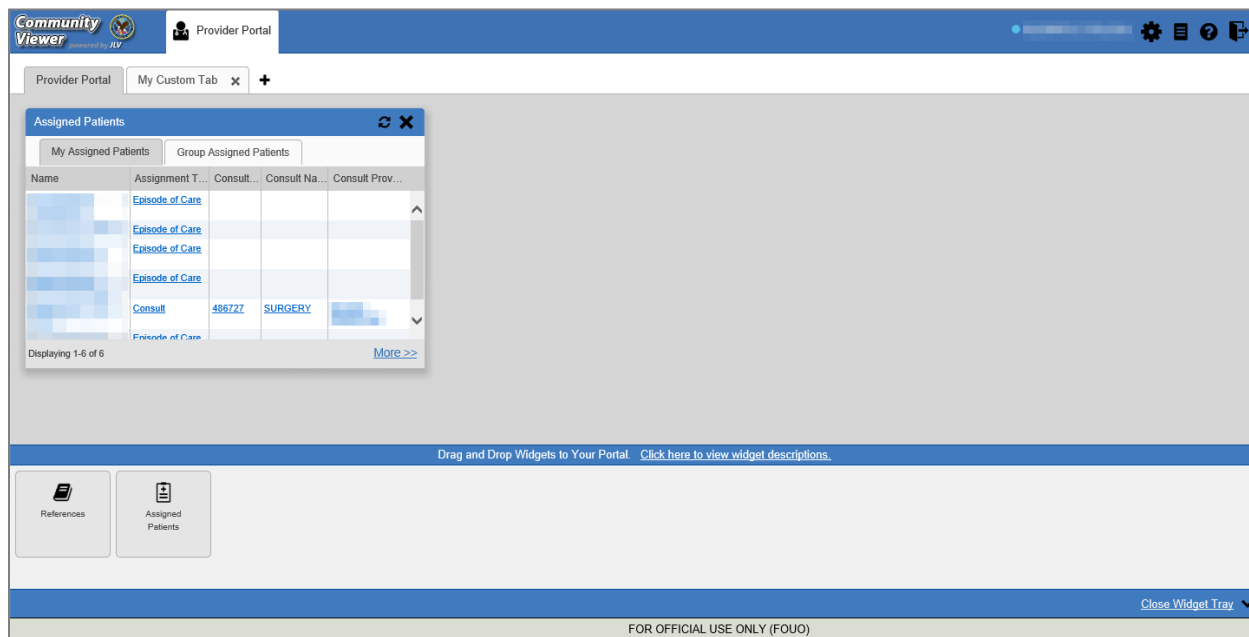 Community
Viewer powered by JLV
Provider Portal
Provider Portal
My Custom Tab
Assigned Patients
My Assigned Patients
Group Assigned Patients
Name Assignment T... Consult... Consult Na... Consult Prov...
Episode of Care
Episode of Care
Episode of Care
Episode of Care
Consult 486727 SURGERY
Episode of Care
Displaying 1-6 of 6 More >>
Drag and Drop Widgets to Your Portal. Click here to view widget descriptions.
References
Assigned
Patients
Close Widget Tray
FOR OFFICIAL USE ONLY (FOUO)